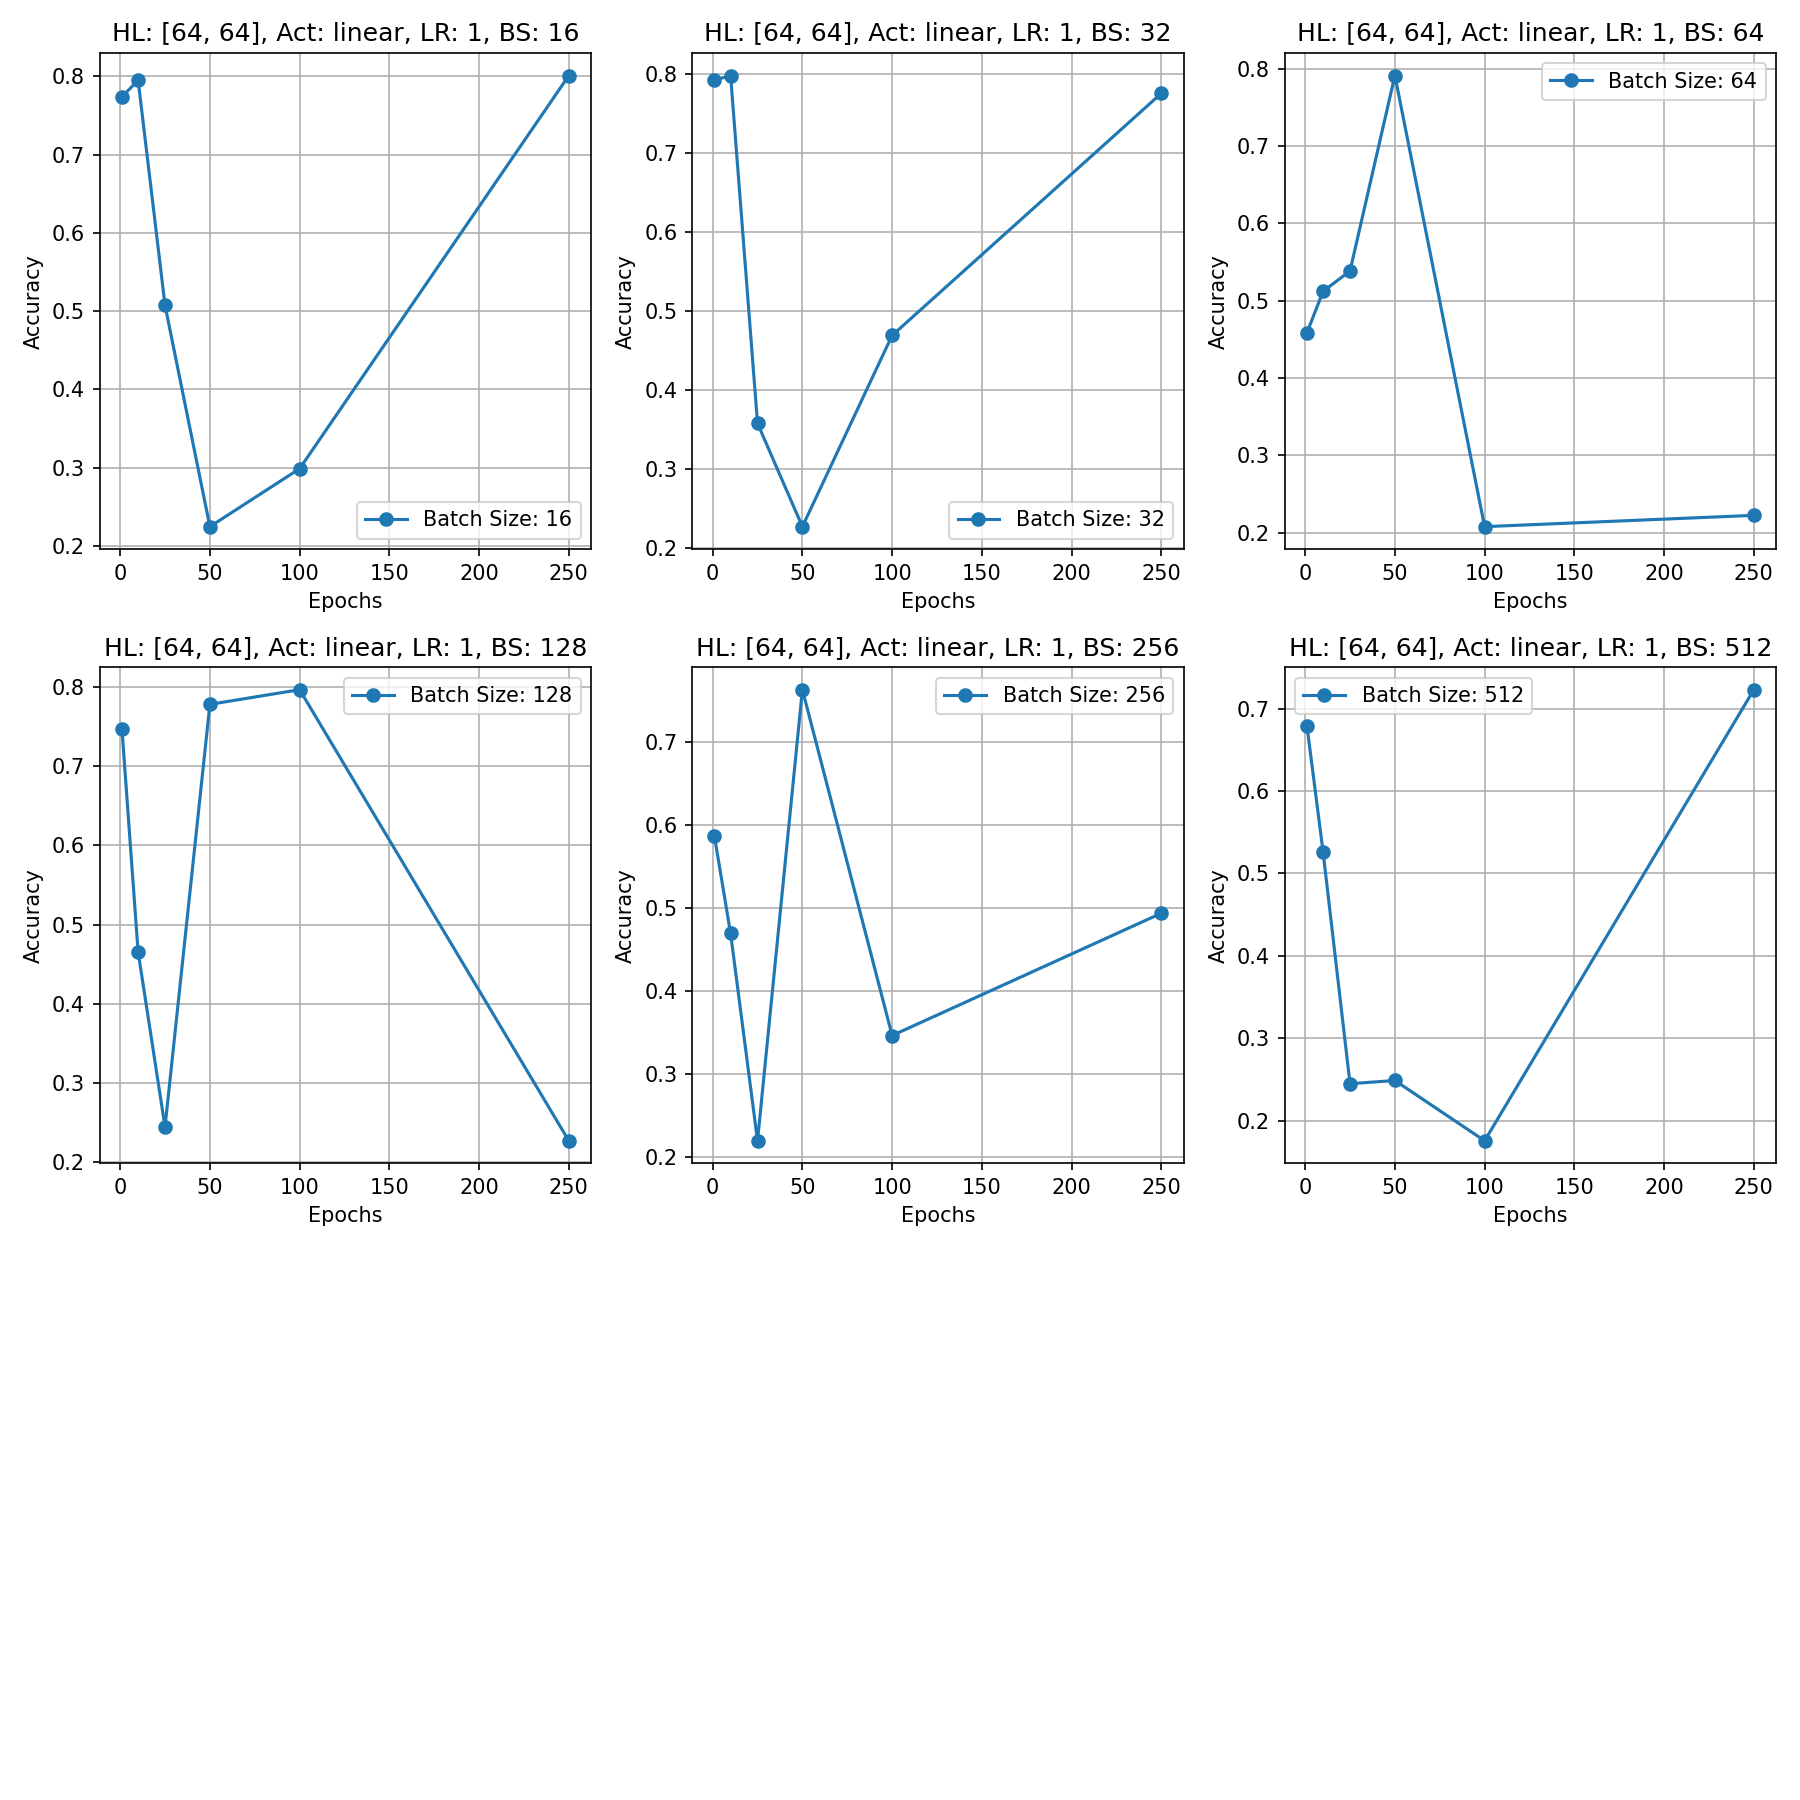 HL: [64, 64], Act: linear, LR: 1, BS: 16
Accuracy
0.8
0.7
0.6
0.5
0.4
0.3
0.2
Batch Size: 16
0 50 100 150 200 250
Epochs
HL: [64, 64], Act: linear, LR: 1, BS: 32
Accuracy
0.8
0.7
0.6
0.5
0.4
0.3
0.2
Batch Size: 32
0 50 100 150 200 250
Epochs
HL: [64, 64], Act: linear, LR: 1, BS: 64
Batch Size: 64
Accuracy
0.8
0.7
0.6
0.5
0.4
0.3
0.2
0 50 100 150 200 250
Epochs
HL: [64, 64], Act: linear, LR: 1, BS: 128
Batch Size: 128
Accuracy
0.8
0.7
0.6
0.5
0.4
0.3
0.2
0 50 100 150 200 250
Epochs
HL: [64, 64], Act: linear, LR: 1, BS: 256
Batch Size: 256
Accuracy
0.7
0.6
0.5
0.4
0.3
0.2
0 50 100 150 200 250
Epochs
HL: [64, 64], Act: linear, LR: 1, BS: 512
Batch Size: 512
Accuracy
0.7
0.6
0.5
0.4
0.3
0.2
0 50 100 150 200 250
Epochs